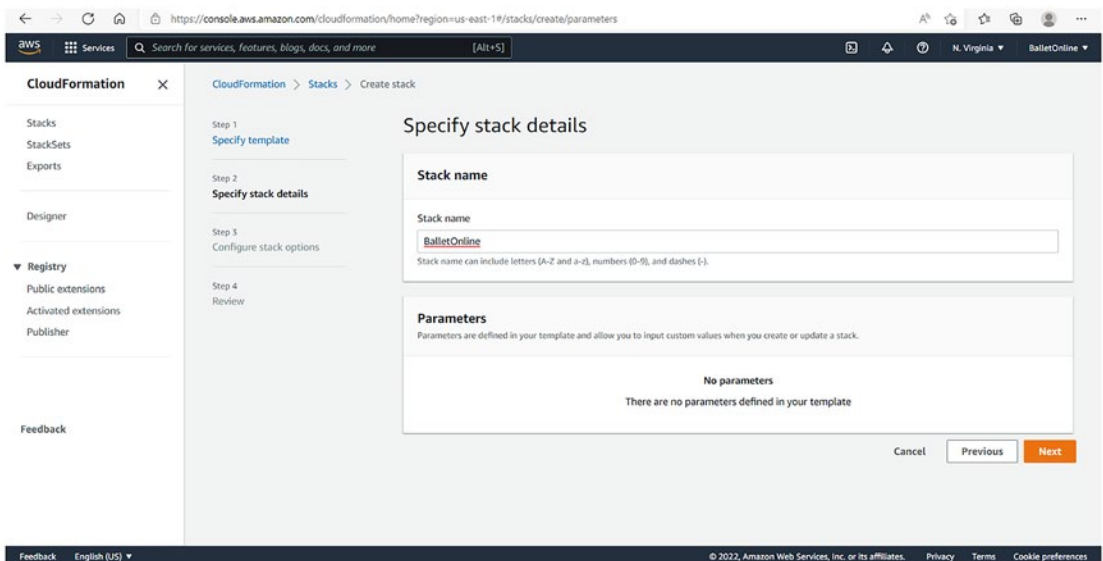 https://console.aws.amazon.com/cloudformation/home?region=us-east-1#/stacks/create/parameters
aws Services Search for services, features, blogs, docs, and more [Alt+S] N. Virginia ▼ BalletOnline ▼
CloudFormation
CloudFormation > Stacks > Create stack
Stacks
StackSets
Exports
Designer
▼ Registry
Public extensions
Activated extensions
Publisher
Feedback
Step 1
Specify template
Step 2
Specify stack details
Step 3
Configure stack options
Step 4
Review
Specify stack details
Stack name
Stack name
BalletOnline
Stack name can include letters (A-Z and a-z), numbers (0-9), and dashes (-).
Parameters
Parameters are defined in your template and allow you to input custom values when you create or update a stack.
No parameters
There are no parameters defined in your template
Cancel Previous Next
Feedback English (US) ▼ © 2022, Amazon Web Services, Inc. or its affiliates. Privacy Terms Cookie preferences